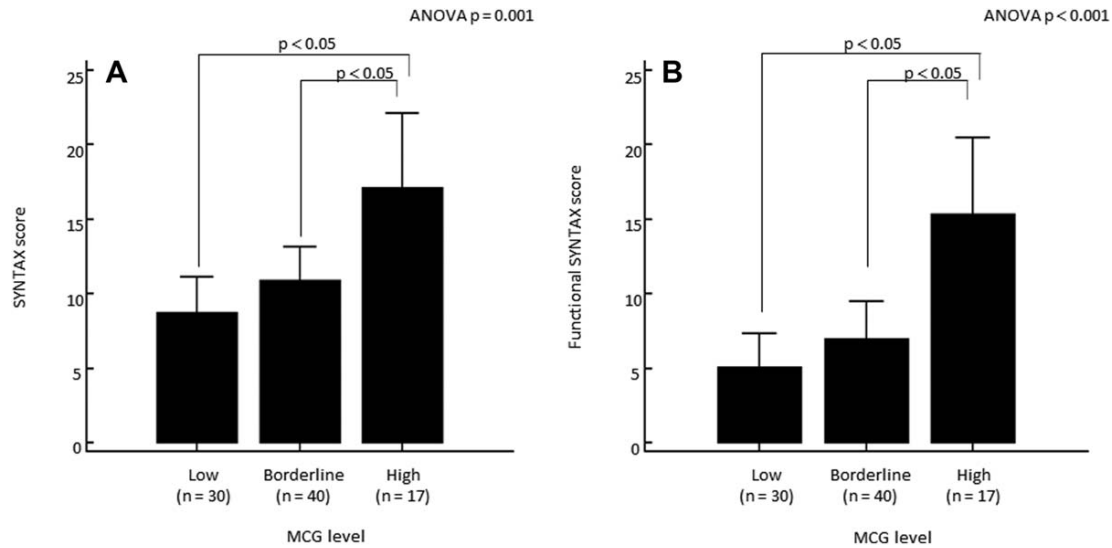 ANOVA p = 0.001
A
p < 0.05
p < 0.05
25
20
15
10
5
0
SYNTAX score
Low
(n = 30)
Borderline
(n = 40)
High
(n = 17)
MCG level
ANOVA p < 0.001
B
p < 0.05
p < 0.05
25
20
15
10
5
0
Functional SYNTAX score
Low
(n = 30)
Borderline
(n = 40)
High
(n = 17)
MCG level